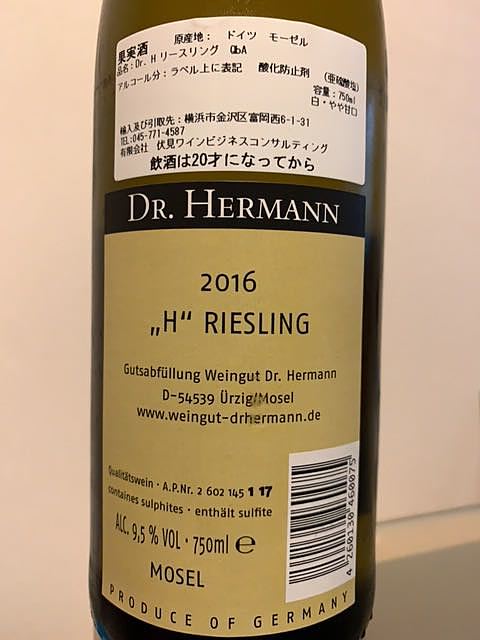 果実酒
原産地： ドイツ モーゼル
品名：Dr. H リースリング QbA
アルコール分：ラベル上に表記 酸化防止剤 （亜硫酸塩）
容量：750ml
白・やや甘口
輸入及び引取先：横浜市金沢区富岡西6-1-31
TEL:045-771-4587
有限会社 伏見ワインビジネスコンサルティング
飲酒は20才になってから
DR. HERMANN
2016
„H“ RIESLING
Gutsabfüllung Weingut Dr. Hermann
D-54539 Ürzig/Mosel
www.weingut-drhermann.de
Qualitätswein · A.P.Nr. 2 602 145 1 17
containes sulphites · enthält sulfite
ALC. 9,5 % VOL · 750ml e
MOSEL
4 260130 460075
PRODUCE OF GERMANY